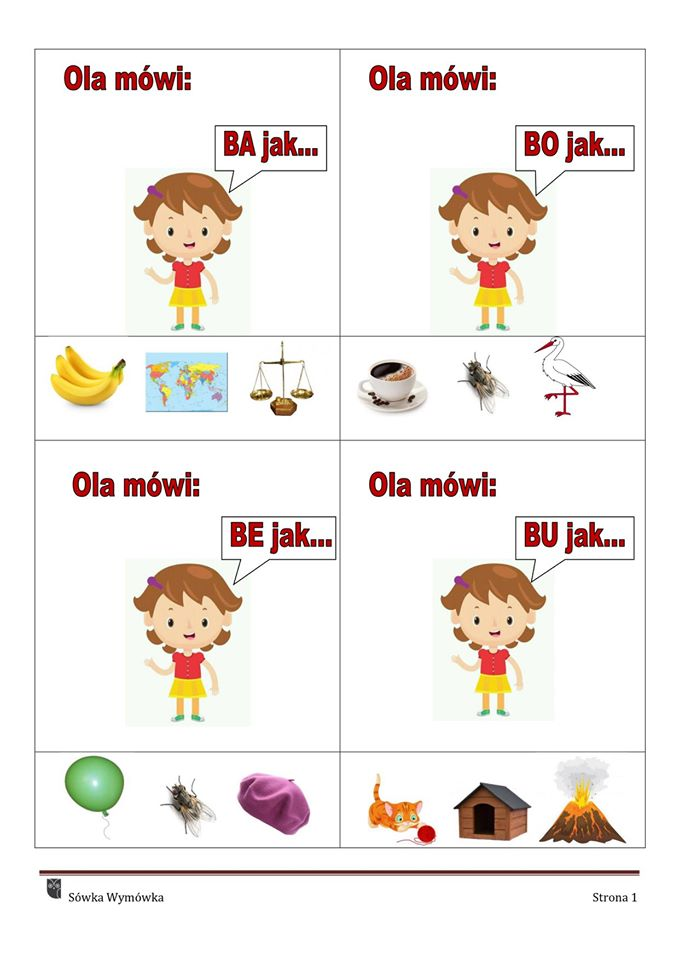 Ola mówi:
BA jak...
Ola mówi:
BO jak...
Ola mówi:
BE jak...
Ola mówi:
BU jak...
Sówka Wymówka
Strona 1